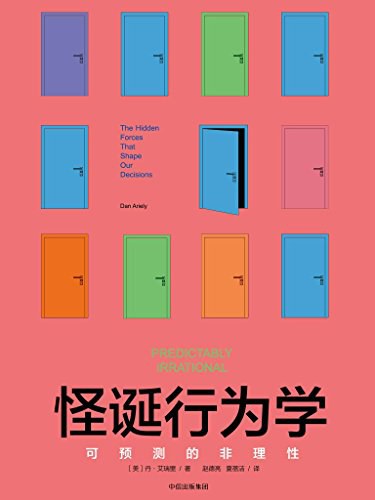 The Hidden
Forces
That
Shape
Our
Decisions
Dan Ariely
PREDICTABLY
IRRATIONAL
怪诞行为学
可预测的非理性
［美］丹·艾瑞里 著 赵德亮 夏蓓洁 译
中信出版集团